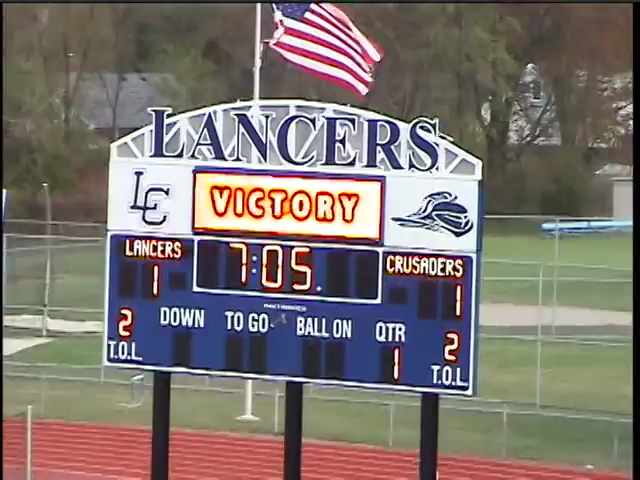 LANCERS
LC
VICTORY
LANCERS 7:05 CRUSADERS
1 1
DOWN TO GO BALL ON QTR
2 1 2
T.O.L. T.O.L.